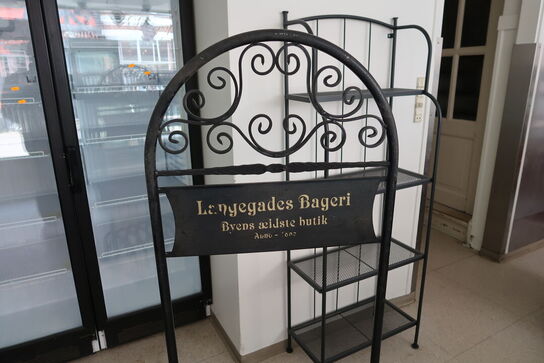 Langegades Bageri
Byens ældste butik
Anno -